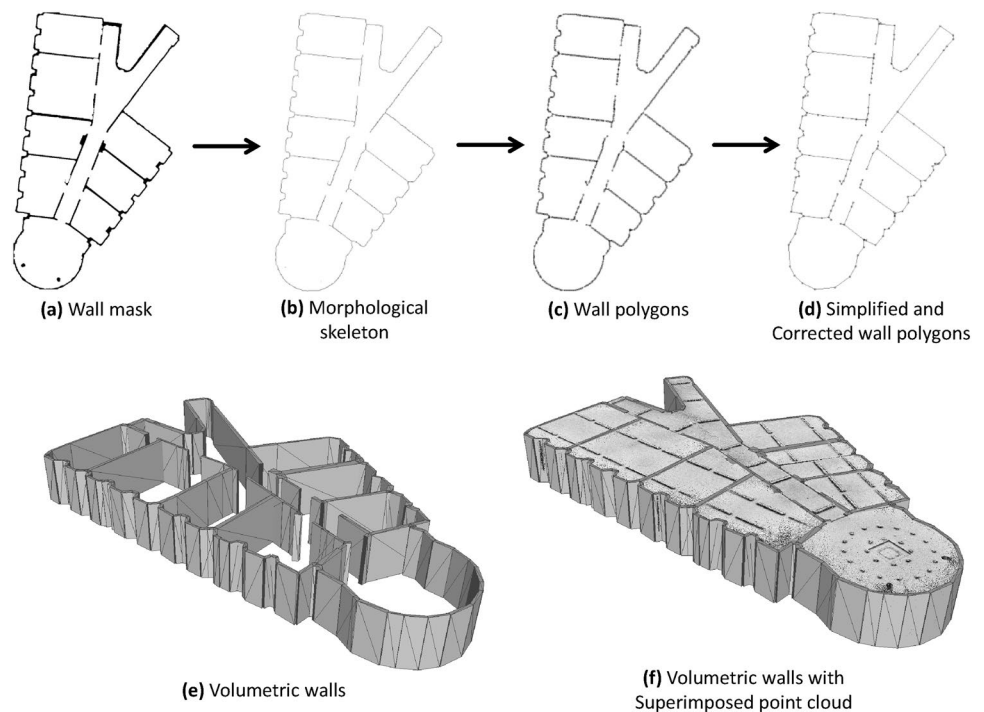 (a) Wall mask
(b) Morphological
skeleton
(c) Wall polygons
(d) Simplified and
Corrected wall polygons
(e) Volumetric walls
(f) Volumetric walls with
Superimposed point cloud